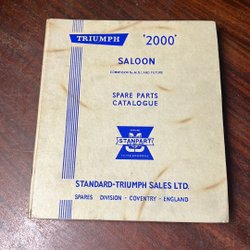 TRIUMPH '2000'
SALOON
SPARE PARTS
CATALOGUE
STANPART
STANDARD-TRIUMPH SALES LTD.
SPARES DIVISION - COVENTRY - ENGLAND